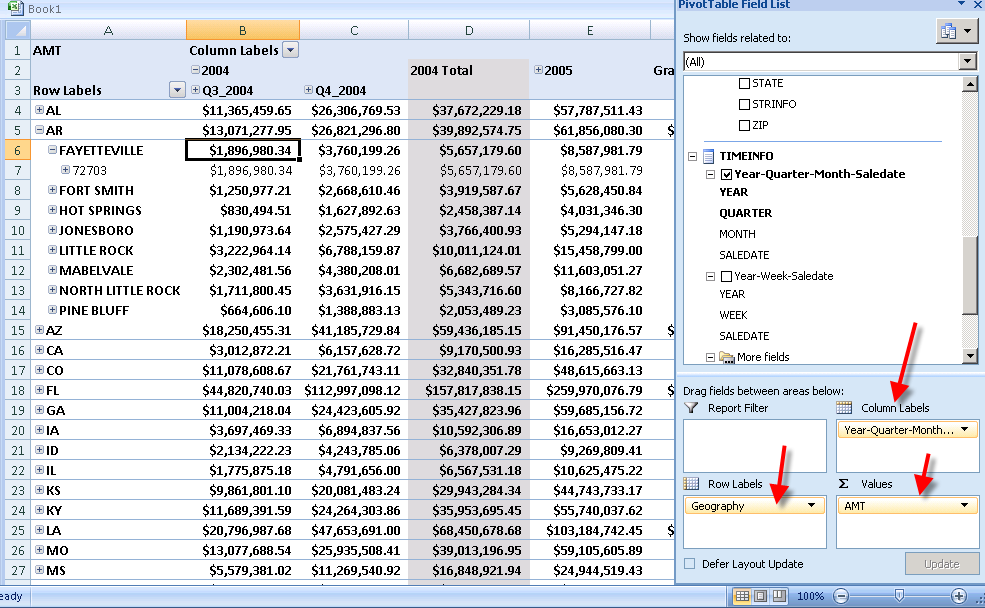 Book1
A B C D E
1 AMT Column Labels
2 2004 2004 Total 2005 Gra
3 Row Labels Q3_2004 Q4_2004
4 AL $11,365,459.65 $26,306,769.53 $37,672,229.18 $57,787,511.43
5 AR $13,071,277.95 $26,821,296.80 $39,892,574.75 $61,856,080.30 $
6 FAYETTEVILLE $1,896,980.34 $3,760,199.26 $5,657,179.60 $8,587,981.79
7 72703 $1,896,980.34 $3,760,199.26 $5,657,179.60 $8,587,981.79
8 FORT SMITH $1,250,977.21 $2,668,610.46 $3,919,587.67 $5,628,450.84
9 HOT SPRINGS $830,494.51 $1,627,892.63 $2,458,387.14 $4,031,346.30
10 JONESBORO $1,190,973.64 $2,575,427.29 $3,766,400.93 $5,294,147.18
11 LITTLE ROCK $3,222,964.14 $6,788,159.87 $10,011,124.01 $15,458,799.00
12 MABELVALE $2,302,481.56 $4,380,208.01 $6,682,689.57 $11,603,051.27
13 NORTH LITTLE ROCK $1,711,800.45 $3,631,916.15 $5,343,716.60 $8,166,727.82
14 PINE BLUFF $664,606.10 $1,388,883.13 $2,053,489.23 $3,085,576.10
15 AZ $18,250,455.31 $41,185,729.84 $59,436,185.15 $91,450,176.57 $
16 CA $3,012,872.21 $6,157,628.72 $9,170,500.93 $16,285,516.47
17 CO $11,078,608.67 $21,761,743.11 $32,840,351.78 $48,615,663.13
18 FL $44,820,740.03 $112,997,098.12 $157,817,838.15 $259,970,076.79 $
19 GA $11,004,218.04 $24,423,605.92 $35,427,823.96 $59,685,156.72
20 IA $3,697,469.33 $6,894,837.56 $10,592,306.89 $16,653,012.27
21 ID $2,134,222.23 $4,243,785.06 $6,378,007.29 $9,269,809.41
22 IL $1,775,875.18 $4,791,656.00 $6,567,531.18 $10,625,475.22
23 KS $9,861,801.10 $20,081,483.24 $29,943,284.34 $44,743,733.17
24 KY $11,689,391.59 $24,264,303.86 $35,953,695.45 $55,740,037.62
25 LA $20,796,987.68 $47,653,691.00 $68,450,678.68 $103,184,742.45 $
26 MO $13,077,688.54 $25,935,508.41 $39,013,196.95 $59,105,605.89
27 MS $5,579,381.02 $11,269,540.92 $16,848,921.94 $24,944,519.43
PivotTable Field List
Show fields related to:
(All)
STATE
STRINFO
ZIP
TIMEINFO
Year-Quarter-Month-Saledate
YEAR
QUARTER
MONTH
SALEDATE
Year-Week-Saledate
YEAR
WEEK
SALEDATE
More fields
Drag fields between areas below:
Report Filter Column Labels
Year-Quarter-Month...
Row Labels Σ Values
Geography AMT
Defer Layout Update Update
eady 100%